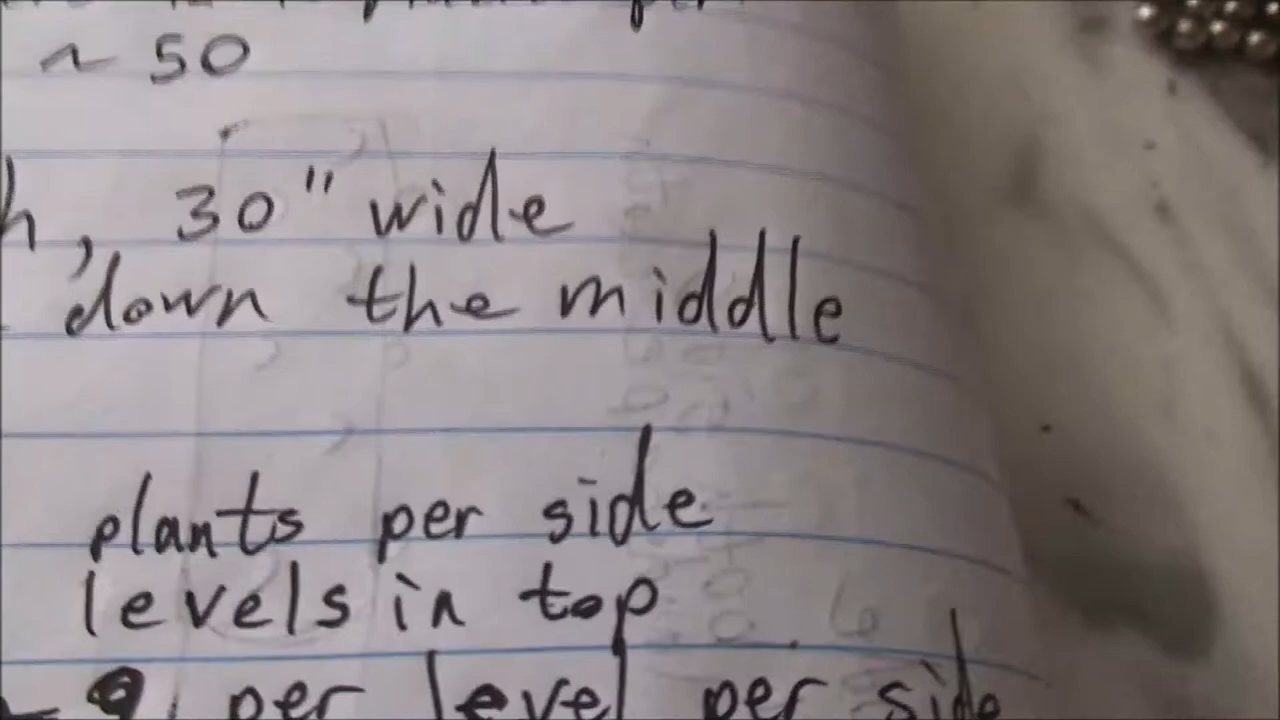 ~ 50
h, 30" wide
down the middle
plants per side
levels in top
per level per side